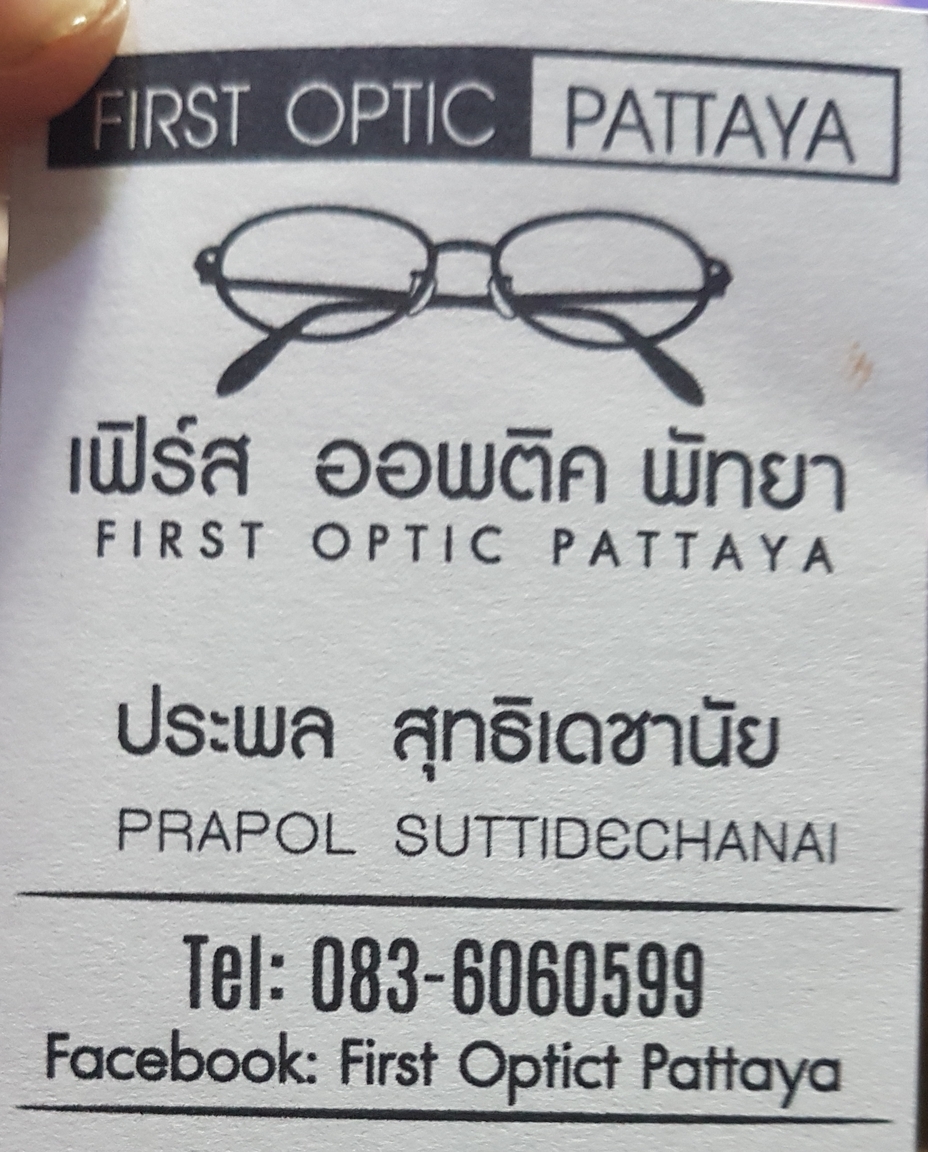 FIRST OPTIC PATTAYA
เฟิร์ส ออพติค พัทยา
FIRST OPTIC PATTAYA
ประพล สุทธิเดชานัย
PRAPOL SUTTIDECHANAI
Tel: 083-6060599
Facebook: First Optict Pattaya